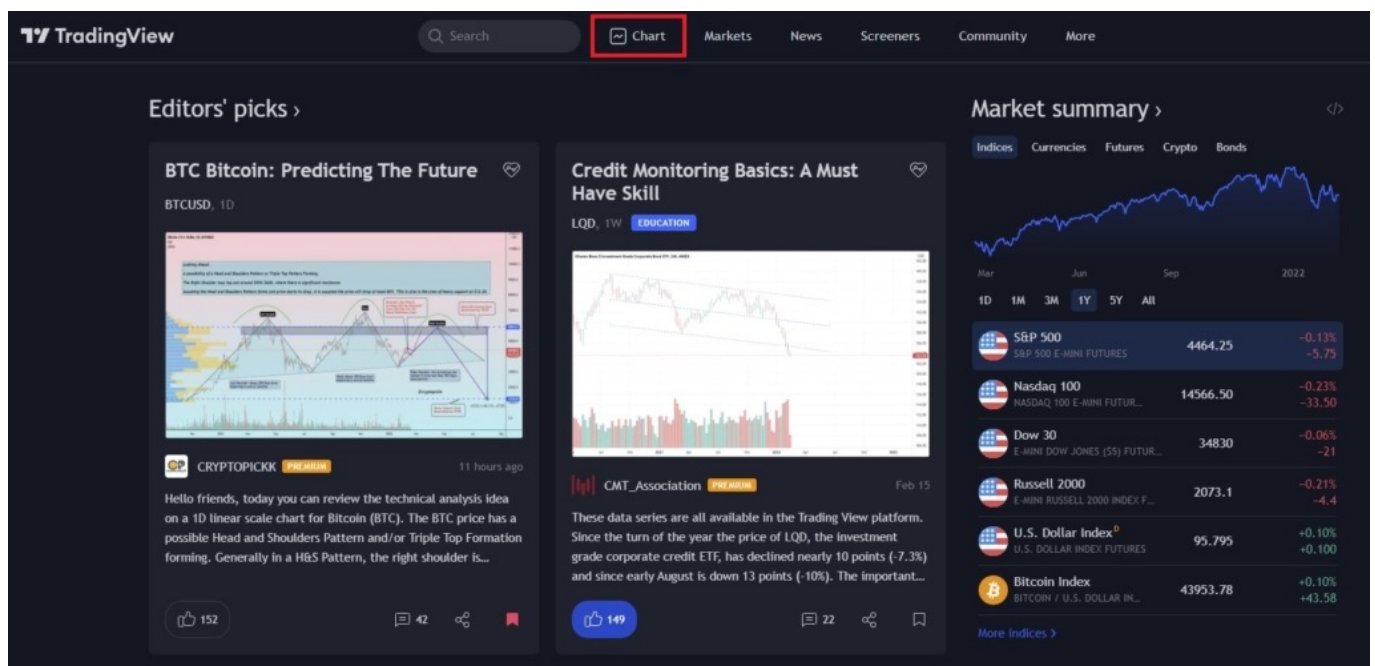 TradingView
Search
Chart
Markets
News
Screeners
Community
More
Editors' picks ›
BTC Bitcoin: Predicting The Future
BTCUSD, 1D
CRYPTOPICKK PREMIUM 11 hours ago
Hello friends, today you can review the technical analysis idea
on a 1D linear scale chart for Bitcoin (BTC). The BTC price has a
possible Head and Shoulders Pattern and/or Triple Top Formation
forming. Generally in a H&S Pattern, the right shoulder is...
152
42
Credit Monitoring Basics: A Must
Have Skill
LQD, 1W EDUCATION
CMT_Association PREMIUM Feb 15
These data series are all available in the Trading View platform.
Since the turn of the year the price of LQD, the investment
grade corporate credit ETF, has declined nearly 10 points (-7.3%)
and since early August is down 13 points (-10%). The important...
149
22
Market summary ›
</>
Indices Currencies Futures Crypto Bonds
Mar Jun Sep 2022
1D 1M 3M 1Y 5Y All
S&P 500
S&P 500 E-MINI FUTURES
4464.25
−0.13%
−5.75
Nasdaq 100
NASDAQ 100 E-MINI FUTUR...
14566.50
−0.23%
−33.50
Dow 30
E-MINI DOW JONES ($5) FUTUR...
34830
−0.06%
−21
Russell 2000
E-MINI RUSSELL 2000 INDEX F...
2073.1
−0.21%
−4.4
U.S. Dollar Index D
U.S. DOLLAR INDEX FUTURES
95.795
+0.10%
+0.100
Bitcoin Index
BITCOIN / U.S. DOLLAR IN...
43953.78
+0.10%
+43.58
More indices ›